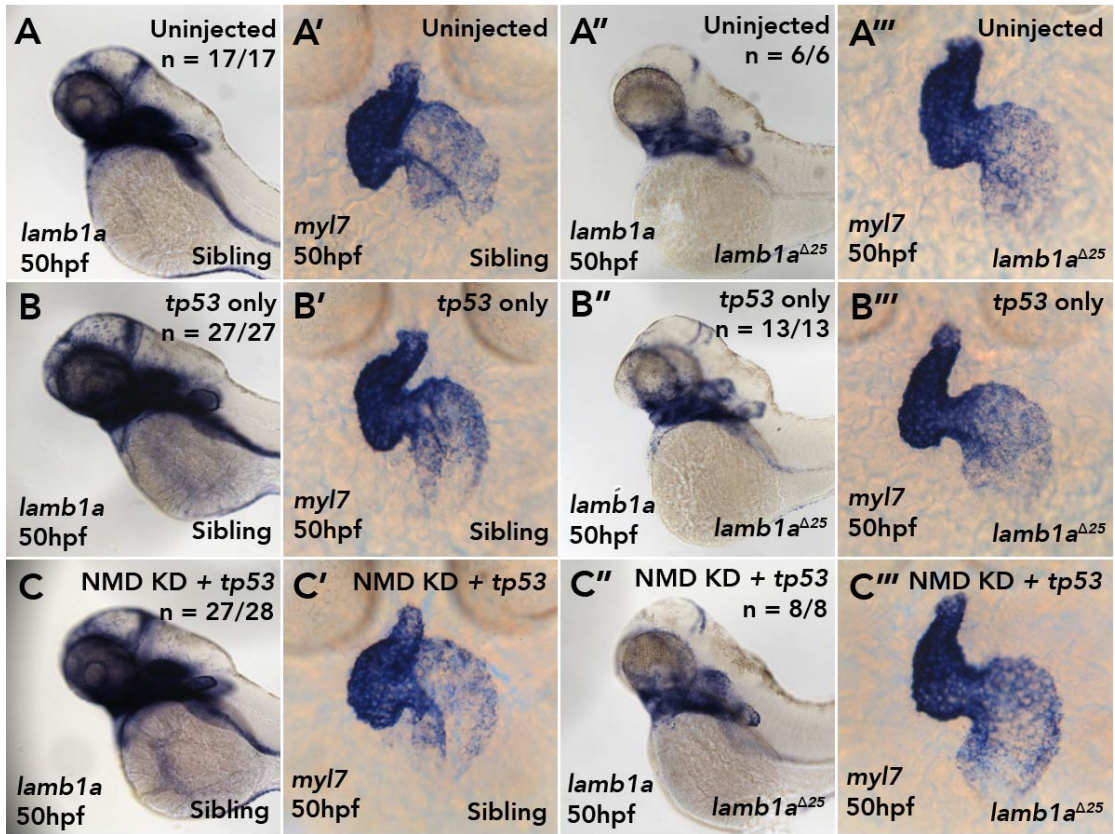 A
Uninjected
n = 17/17
lamb1a
50hpf
Sibling
A′
Uninjected
myl7
50hpf
Sibling
A″
Uninjected
n = 6/6
lamb1a
50hpf
lamb1aΔ25
A‴
Uninjected
myl7
50hpf
lamb1aΔ25
B
tp53 only
n = 27/27
lamb1a
50hpf
Sibling
B′
tp53 only
myl7
50hpf
Sibling
B″
tp53 only
n = 13/13
lamb1a
50hpf
lamb1aΔ25
B‴
tp53 only
myl7
50hpf
lamb1aΔ25
C
NMD KD + tp53
n = 27/28
lamb1a
50hpf
Sibling
C′
NMD KD + tp53
myl7
50hpf
Sibling
C″
NMD KD + tp53
n = 8/8
lamb1a
50hpf
lamb1aΔ25
C‴
NMD KD + tp53
myl7
50hpf
lamb1aΔ25